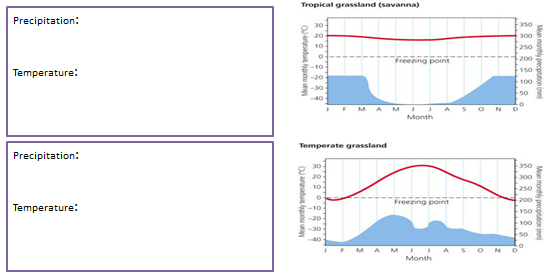 Precipitation:
Temperature:
Tropical grassland (savanna)
Mean monthly temperature (°C)
30
20
10
0
−10
−20
−30
−40
Freezing point
350
300
250
200
150
100
50
0
Mean monthly precipitation (mm)
J F M A M J J A S O N D
Month
Precipitation:
Temperature:
Temperate grassland
Mean monthly temperature (°C)
30
20
10
0
−10
−20
−30
−40
Freezing point
350
300
250
200
150
100
50
0
Mean monthly precipitation (mm)
J F M A M J J A S O N D
Month